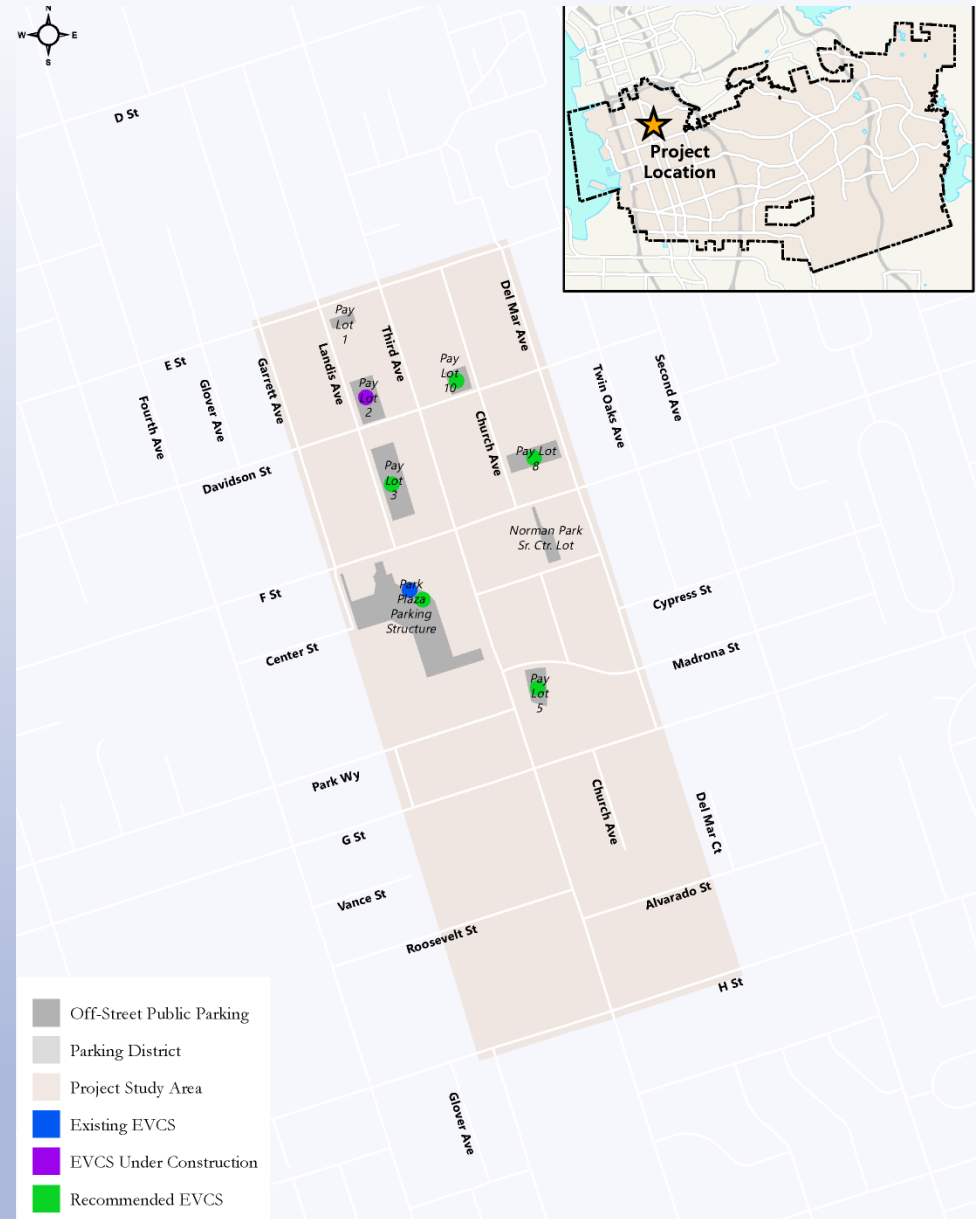 N
W
E
S
D St
Project
Location
E St
Fourth Ave
Glover Ave
Garrett Ave
Landis Ave
Third Ave
Del Mar Ave
Church Ave
Twin Oaks Ave
Second Ave
Pay
Lot
1
Pay
Lot
2
Pay
Lot
10
Pay Lot
8
Pay
Lot
3
Davidson St
Norman Park
Sr. Ctr. Lot
F St
Park
Plaza
Parking
Structure
Center St
Cypress St
Madrona St
Pay
Lot
5
Park Wy
G St
Church Ave
Del Mar Ct
Vance St
Alvarado St
Roosevelt St
H St
Glover Ave
Off-Street Public Parking
Parking District
Project Study Area
Existing EVCS
EVCS Under Construction
Recommended EVCS